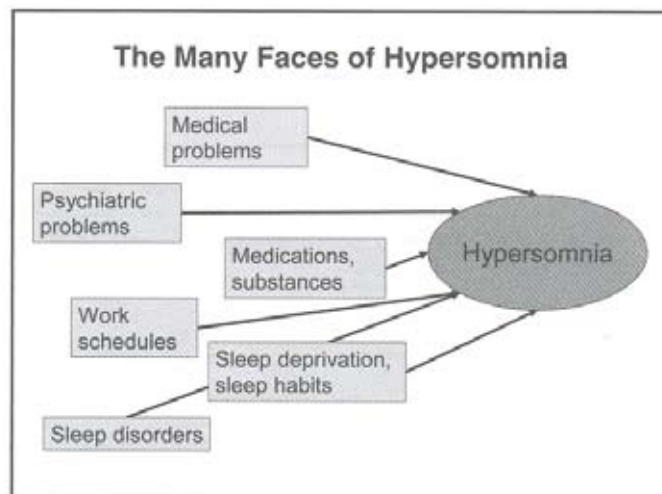 The Many Faces of Hypersomnia
Medical
problems
Psychiatric
problems
Medications,
substances
Hypersomnia
Work
schedules
Sleep deprivation,
sleep habits
Sleep disorders